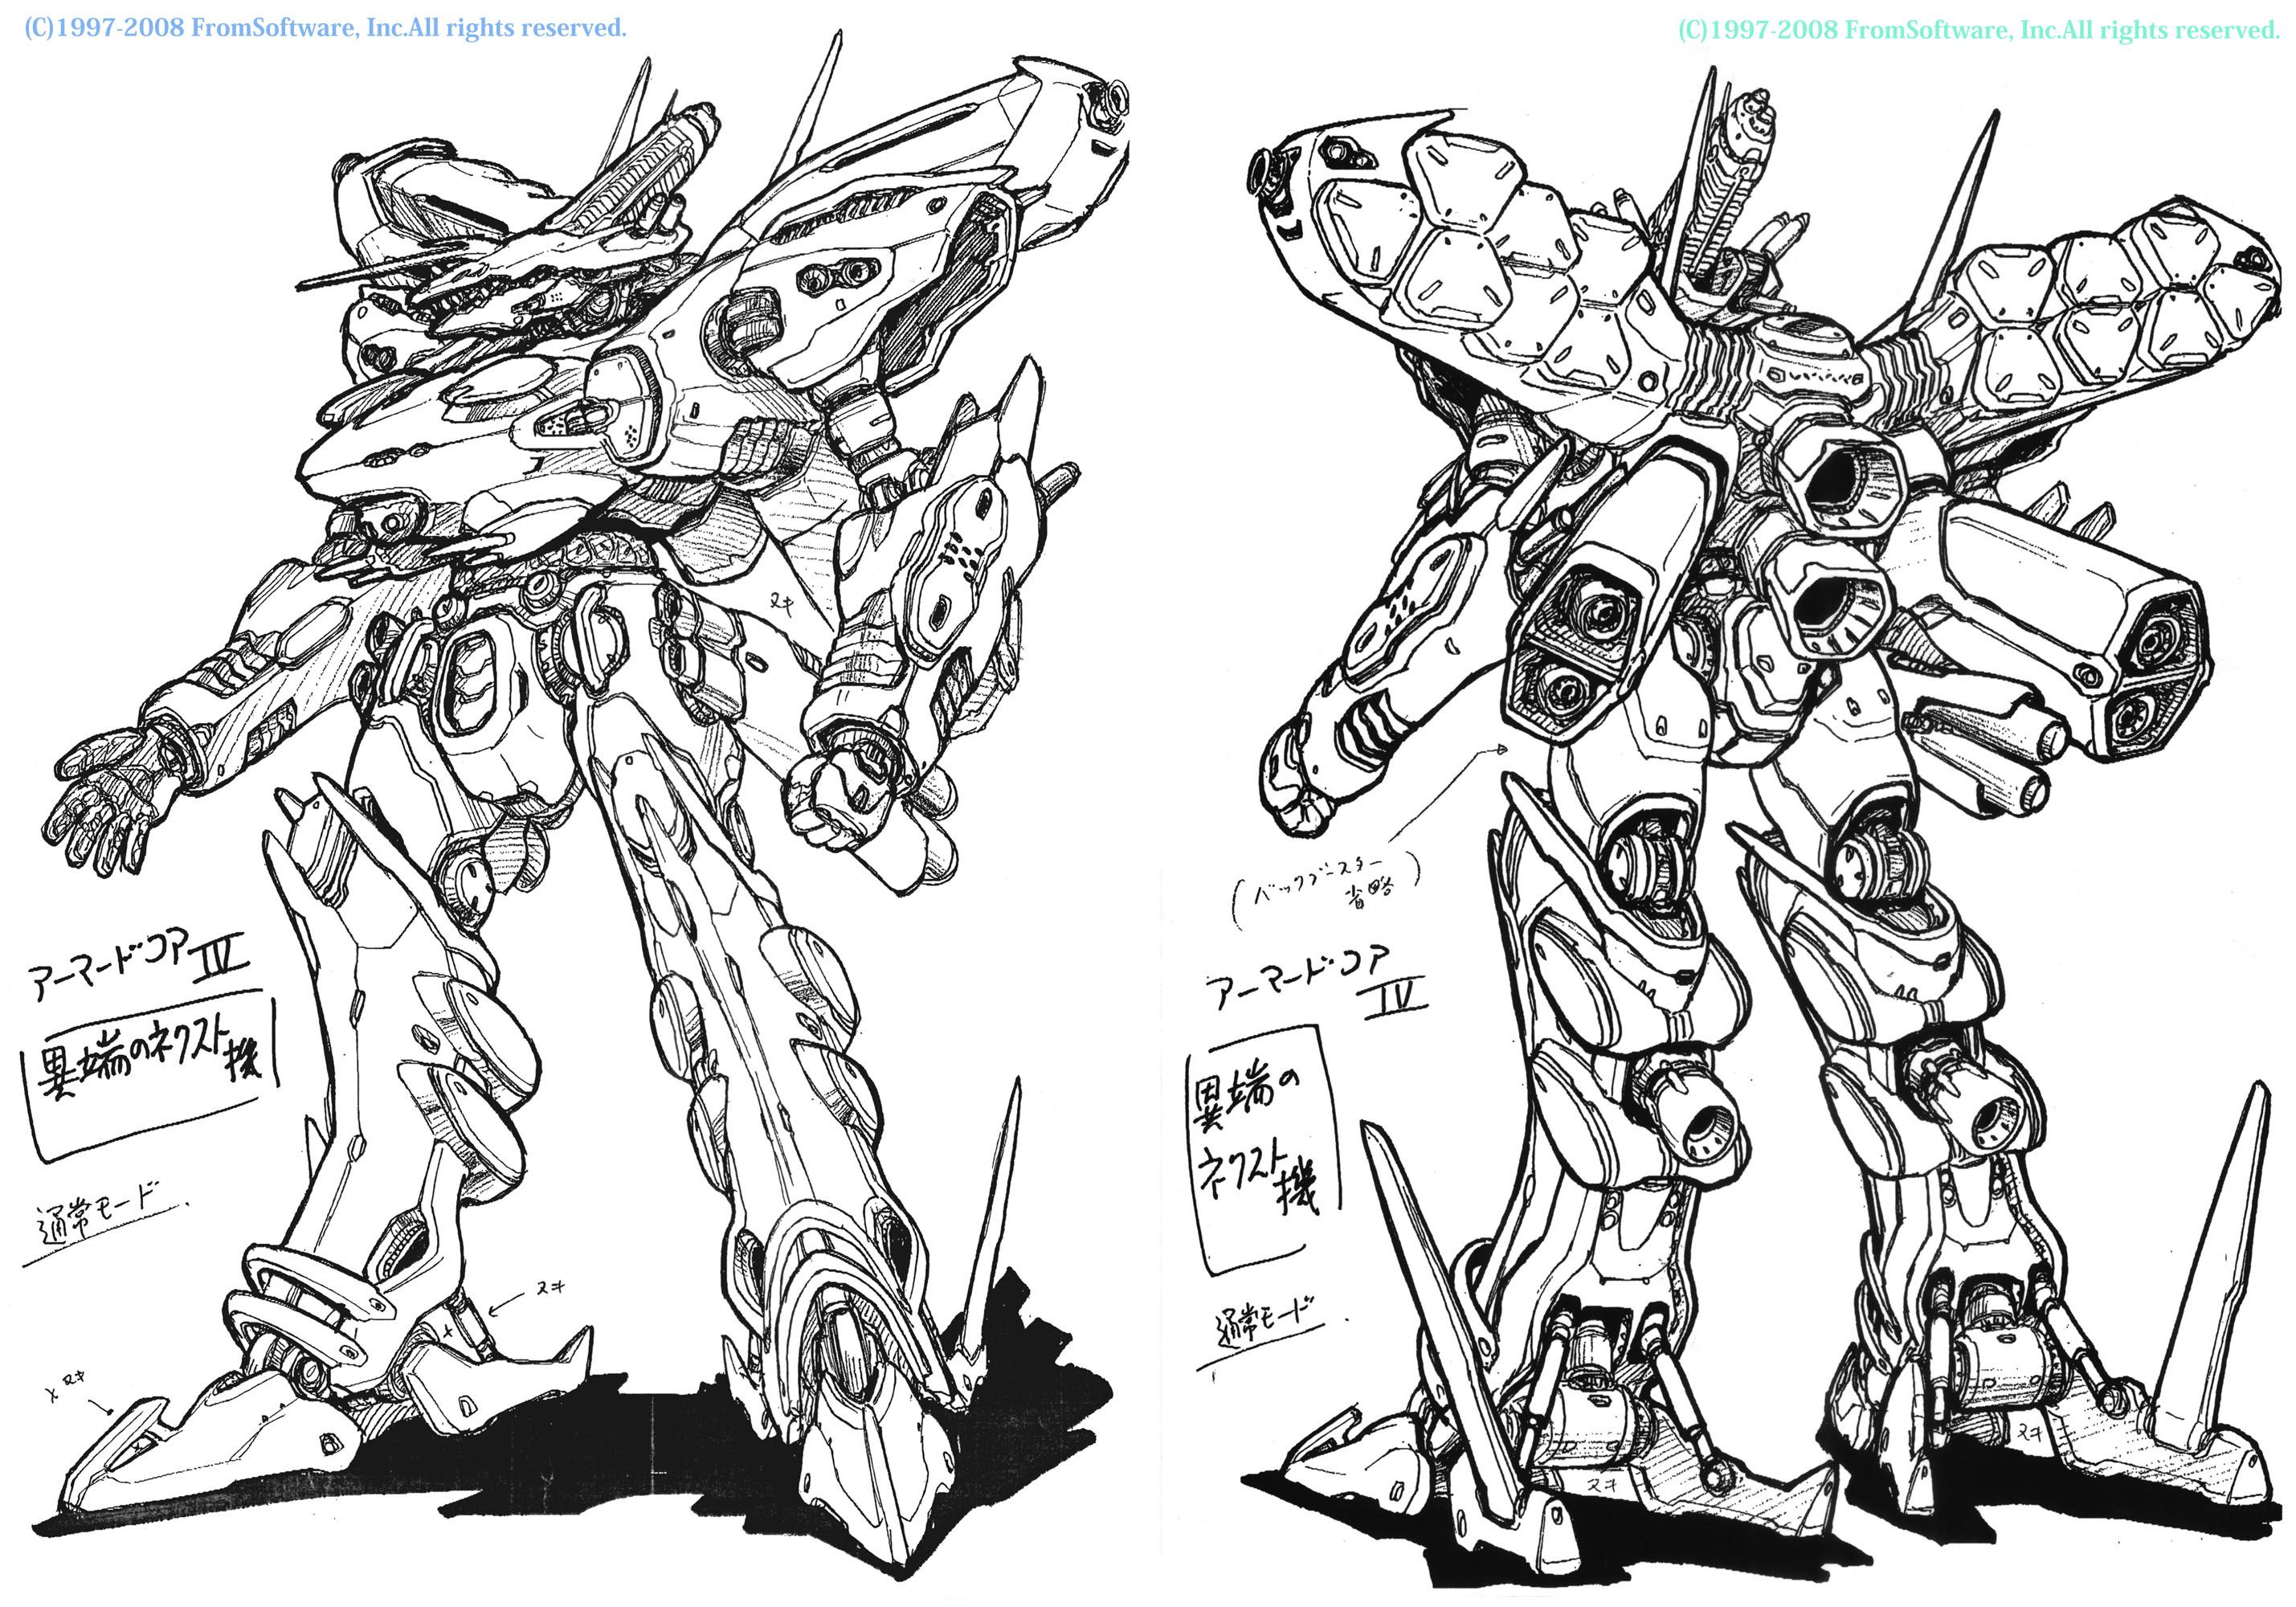 (C)1997-2008 FromSoftware, Inc.All rights reserved.
ヌキ
アーマード・コア
IV
異端のネクスト
機
通常モード.
ヌキ
ヌキ
(C)1997-2008 FromSoftware, Inc.All rights reserved.
(バックブースター
省略)
アーマード・コア
IV
異端の
ネクスト
機
通常モード.
ヌキ
ヌキ